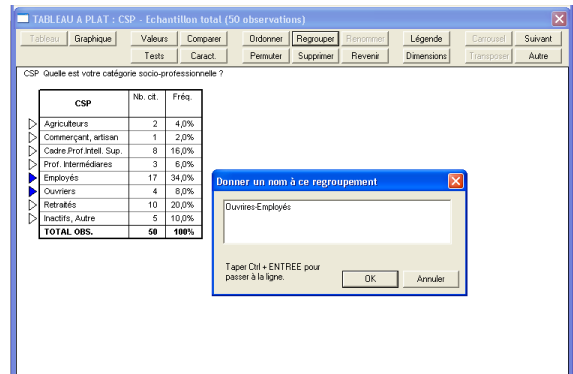 TABLEAU A PLAT : CSP - Echantillon total (50 observations)
Tableau Graphique Valeurs Comparer Ordonner Regrouper Renommer Légende Carrousel Suivant
Tests Caract. Permuter Supprimer Revenir Dimensions Transposer Autre
CSP Quelle est votre catégorie socio-professionnelle ?
CSP Nb. cit. Fréq.
Agriculteurs 2 4,0%
Commerçant, artisan 1 2,0%
Cadre.Prof.Intell. Sup. 8 16,0%
Prof. Intermédiares 3 6,0%
Employés 17 34,0%
Ouvriers 4 8,0%
Retraités 10 20,0%
Inactifs, Autre 5 10,0%
TOTAL OBS. 50 100%
Donner un nom à ce regroupement
Ouvrires-Employés
Taper Ctrl + ENTREE pour
passer à la ligne.
OK Annuler